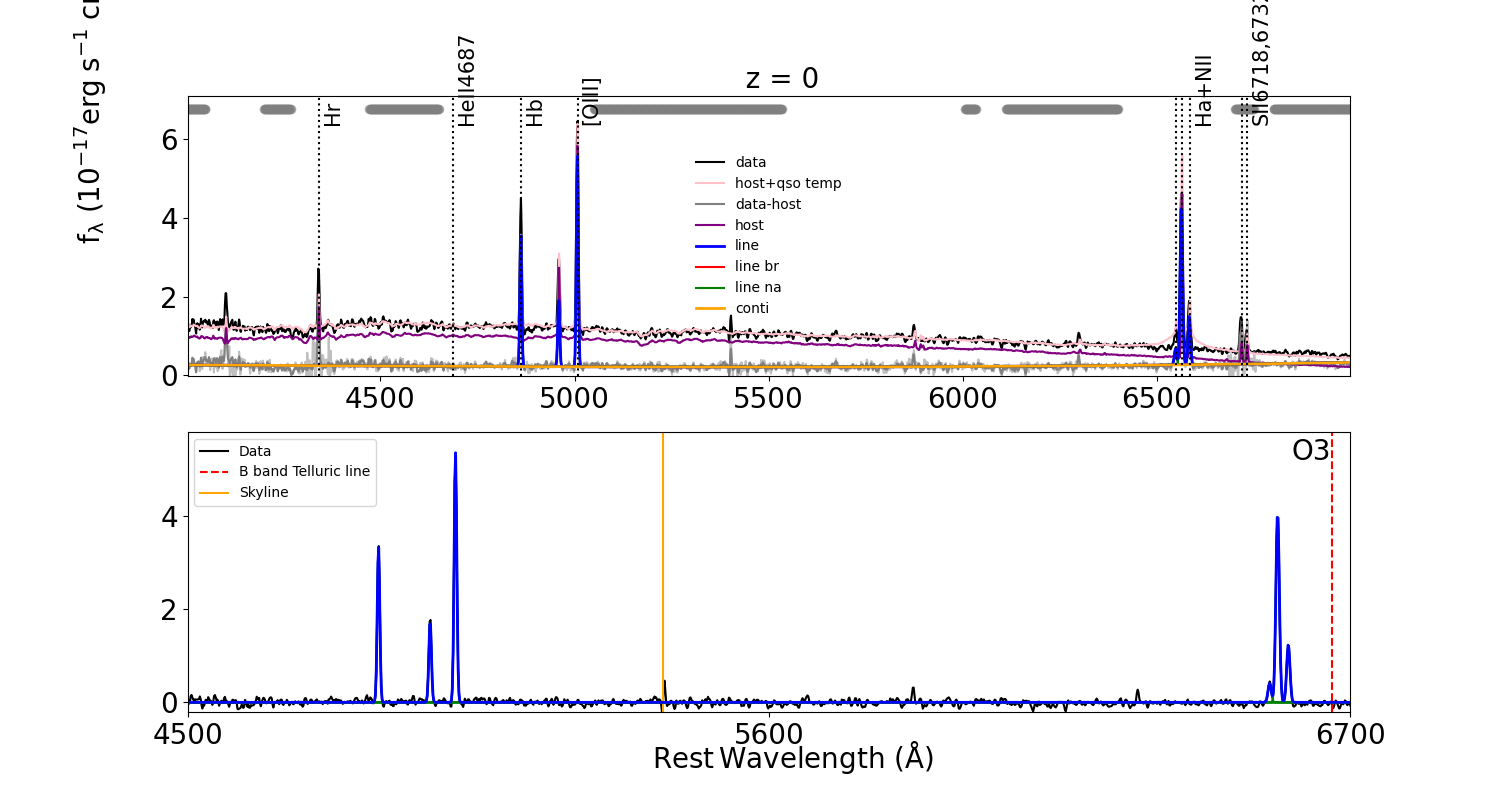 f_λ (10^−17 erg s^−1 c
z = 0
Hr
HeII4687
Hb
[OIII]
Ha+NII
SII6718,673
6
4
2
0
data
host+qso temp
data-host
host
line
line br
line na
conti
4500
5000
5500
6000
6500
Data
B band Telluric line
Skyline
O3
4
2
0
4500
5600
6700
Rest Wavelength (Å)